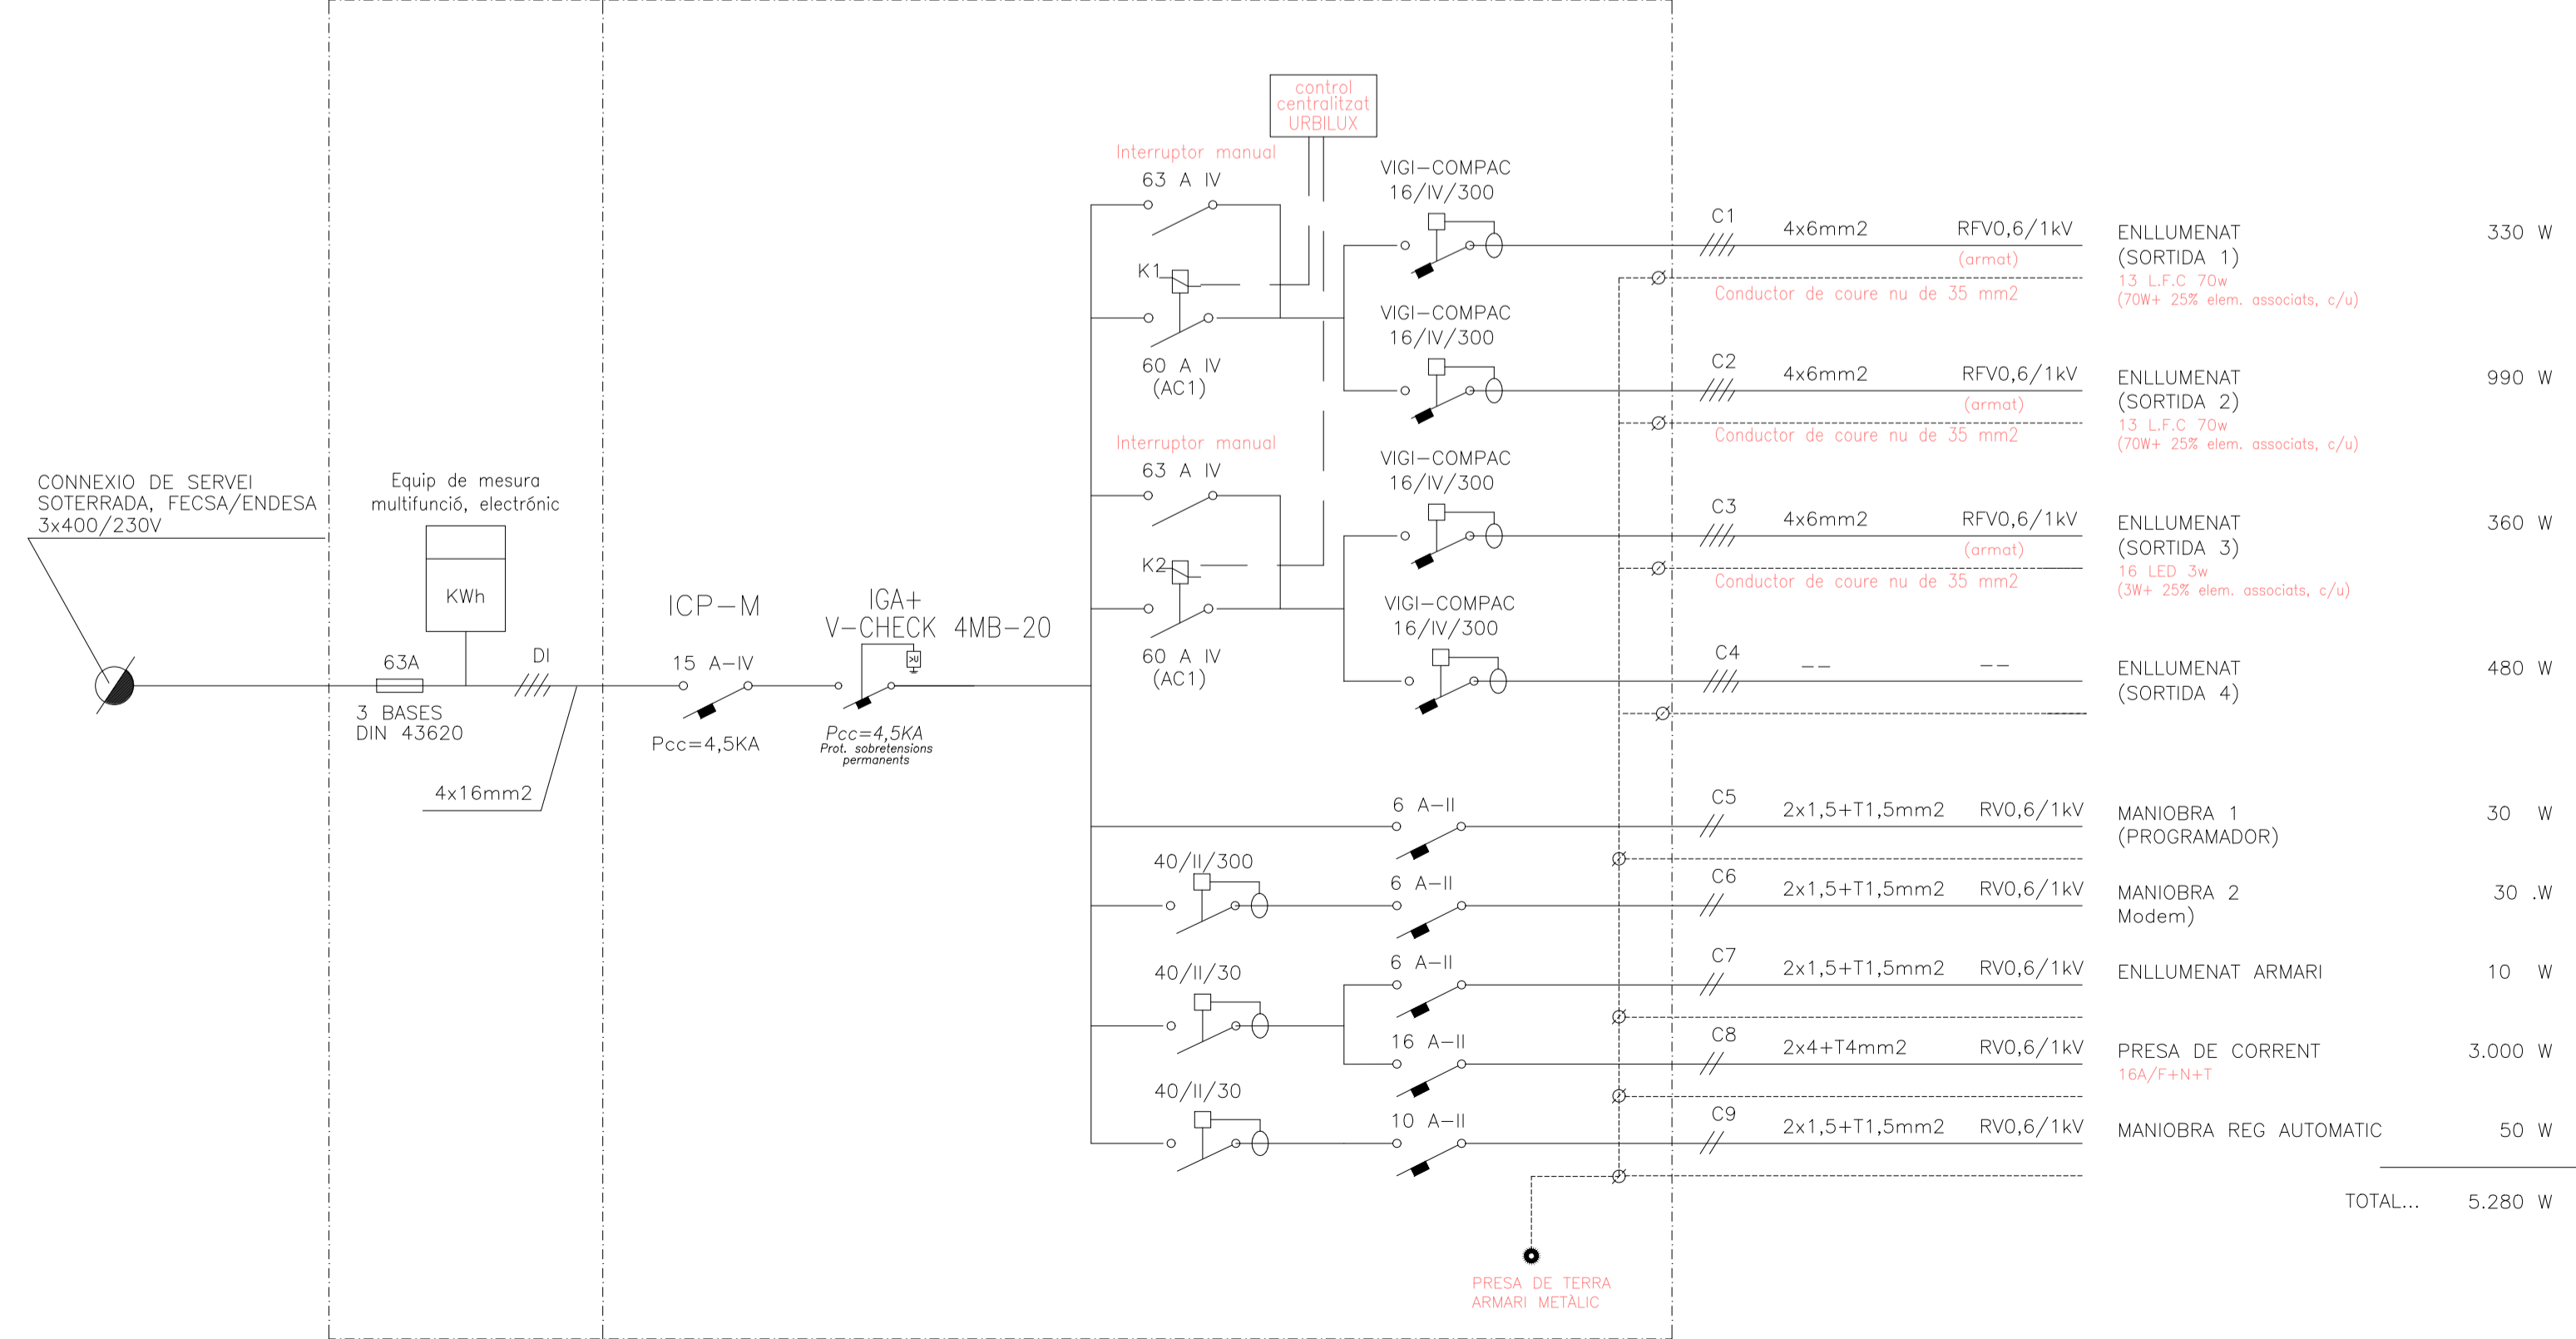 control
centralitzat
URBILUX
CONNEXIO DE SERVEI
SOTERRADA, FECSA/ENDESA
3x400/230V
Equip de mesura
multifunció, electrónic
KWh
63A
3 BASES
DIN 43620
DI
4x16mm2
ICP-M
15 A-IV
Pcc=4,5KA
IGA+
V-CHECK 4MB-20
>U
Pcc=4,5KA
Prot. sobretensions
permanents
Interruptor manual
63 A IV
K1
60 A IV
(AC1)
Interruptor manual
63 A IV
K2
60 A IV
(AC1)
VIGI-COMPAC
16/IV/300
C1 4x6mm2 RFV0,6/1kV
(armat)
Conductor de coure nu de 35 mm2
ENLLUMENAT 330 W
(SORTIDA 1)
13 L.F.C 70w
(70W+ 25% elem. associats, c/u)
VIGI-COMPAC
16/IV/300
C2 4x6mm2 RFV0,6/1kV
(armat)
Conductor de coure nu de 35 mm2
ENLLUMENAT 990 W
(SORTIDA 2)
13 L.F.C 70w
(70W+ 25% elem. associats, c/u)
VIGI-COMPAC
16/IV/300
C3 4x6mm2 RFV0,6/1kV
(armat)
Conductor de coure nu de 35 mm2
ENLLUMENAT 360 W
(SORTIDA 3)
16 LED 3w
(3W+ 25% elem. associats, c/u)
VIGI-COMPAC
16/IV/300
C4 -- --
ENLLUMENAT 480 W
(SORTIDA 4)
6 A-II C5 2x1,5+T1,5mm2 RV0,6/1kV
MANIOBRA 1 30 W
(PROGRAMADOR)
40/II/300
6 A-II C6 2x1,5+T1,5mm2 RV0,6/1kV
MANIOBRA 2 30 .W
Modem)
40/II/30
6 A-II C7 2x1,5+T1,5mm2 RV0,6/1kV
ENLLUMENAT ARMARI 10 W
16 A-II C8 2x4+T4mm2 RV0,6/1kV
PRESA DE CORRENT 3.000 W
16A/F+N+T
40/II/30
10 A-II C9 2x1,5+T1,5mm2 RV0,6/1kV
MANIOBRA REG AUTOMATIC 50 W
TOTAL... 5.280 W
PRESA DE TERRA
ARMARI METÀLIC